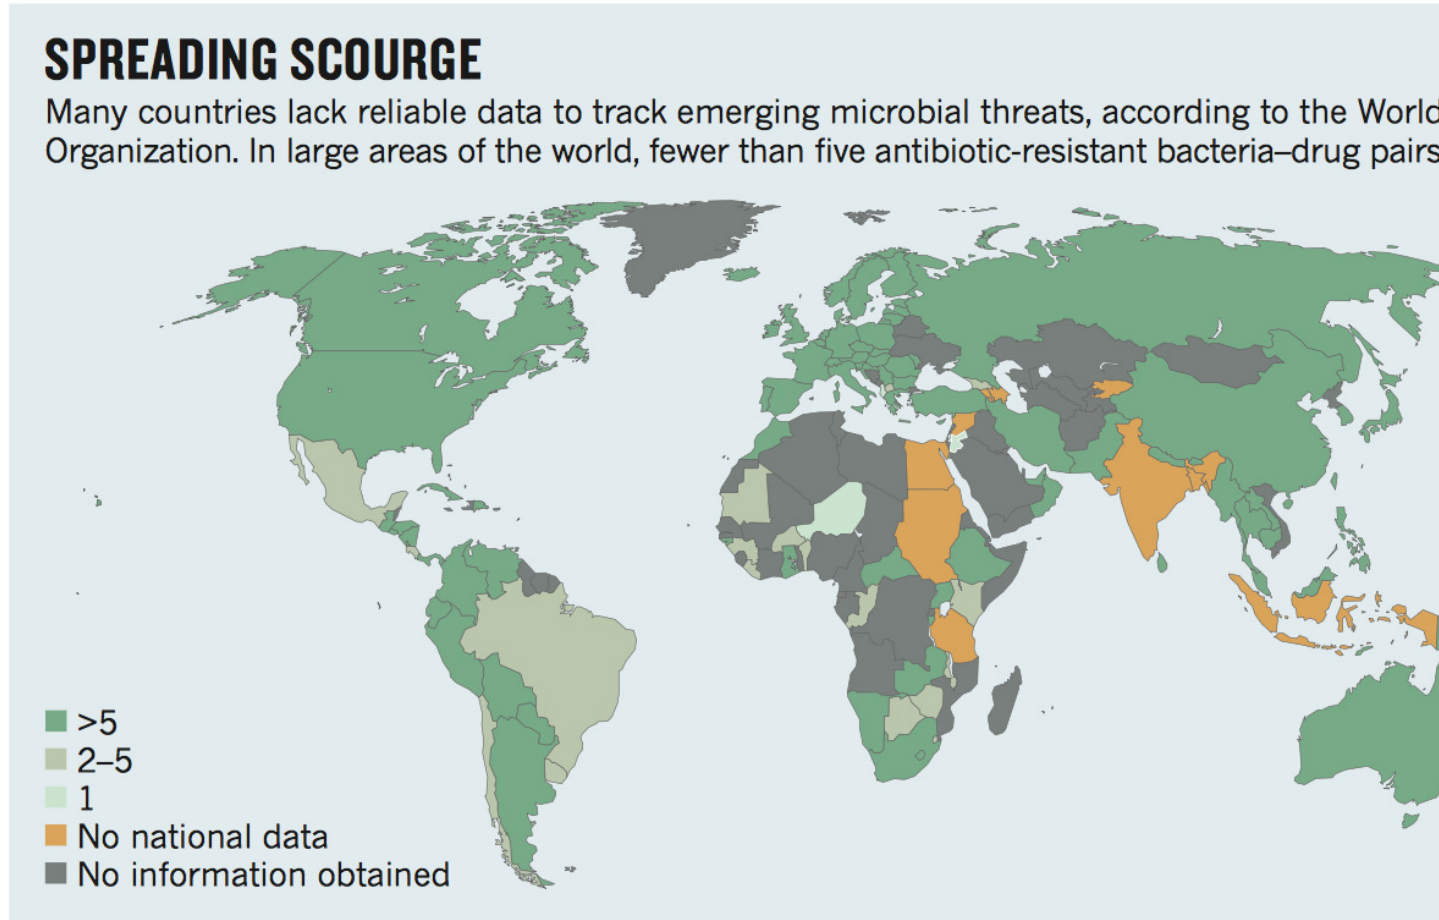 SPREADING SCOURGE
Many countries lack reliable data to track emerging microbial threats, according to the World
Organization. In large areas of the world, fewer than five antibiotic-resistant bacteria–drug pairs
>5
2–5
1
No national data
No information obtained